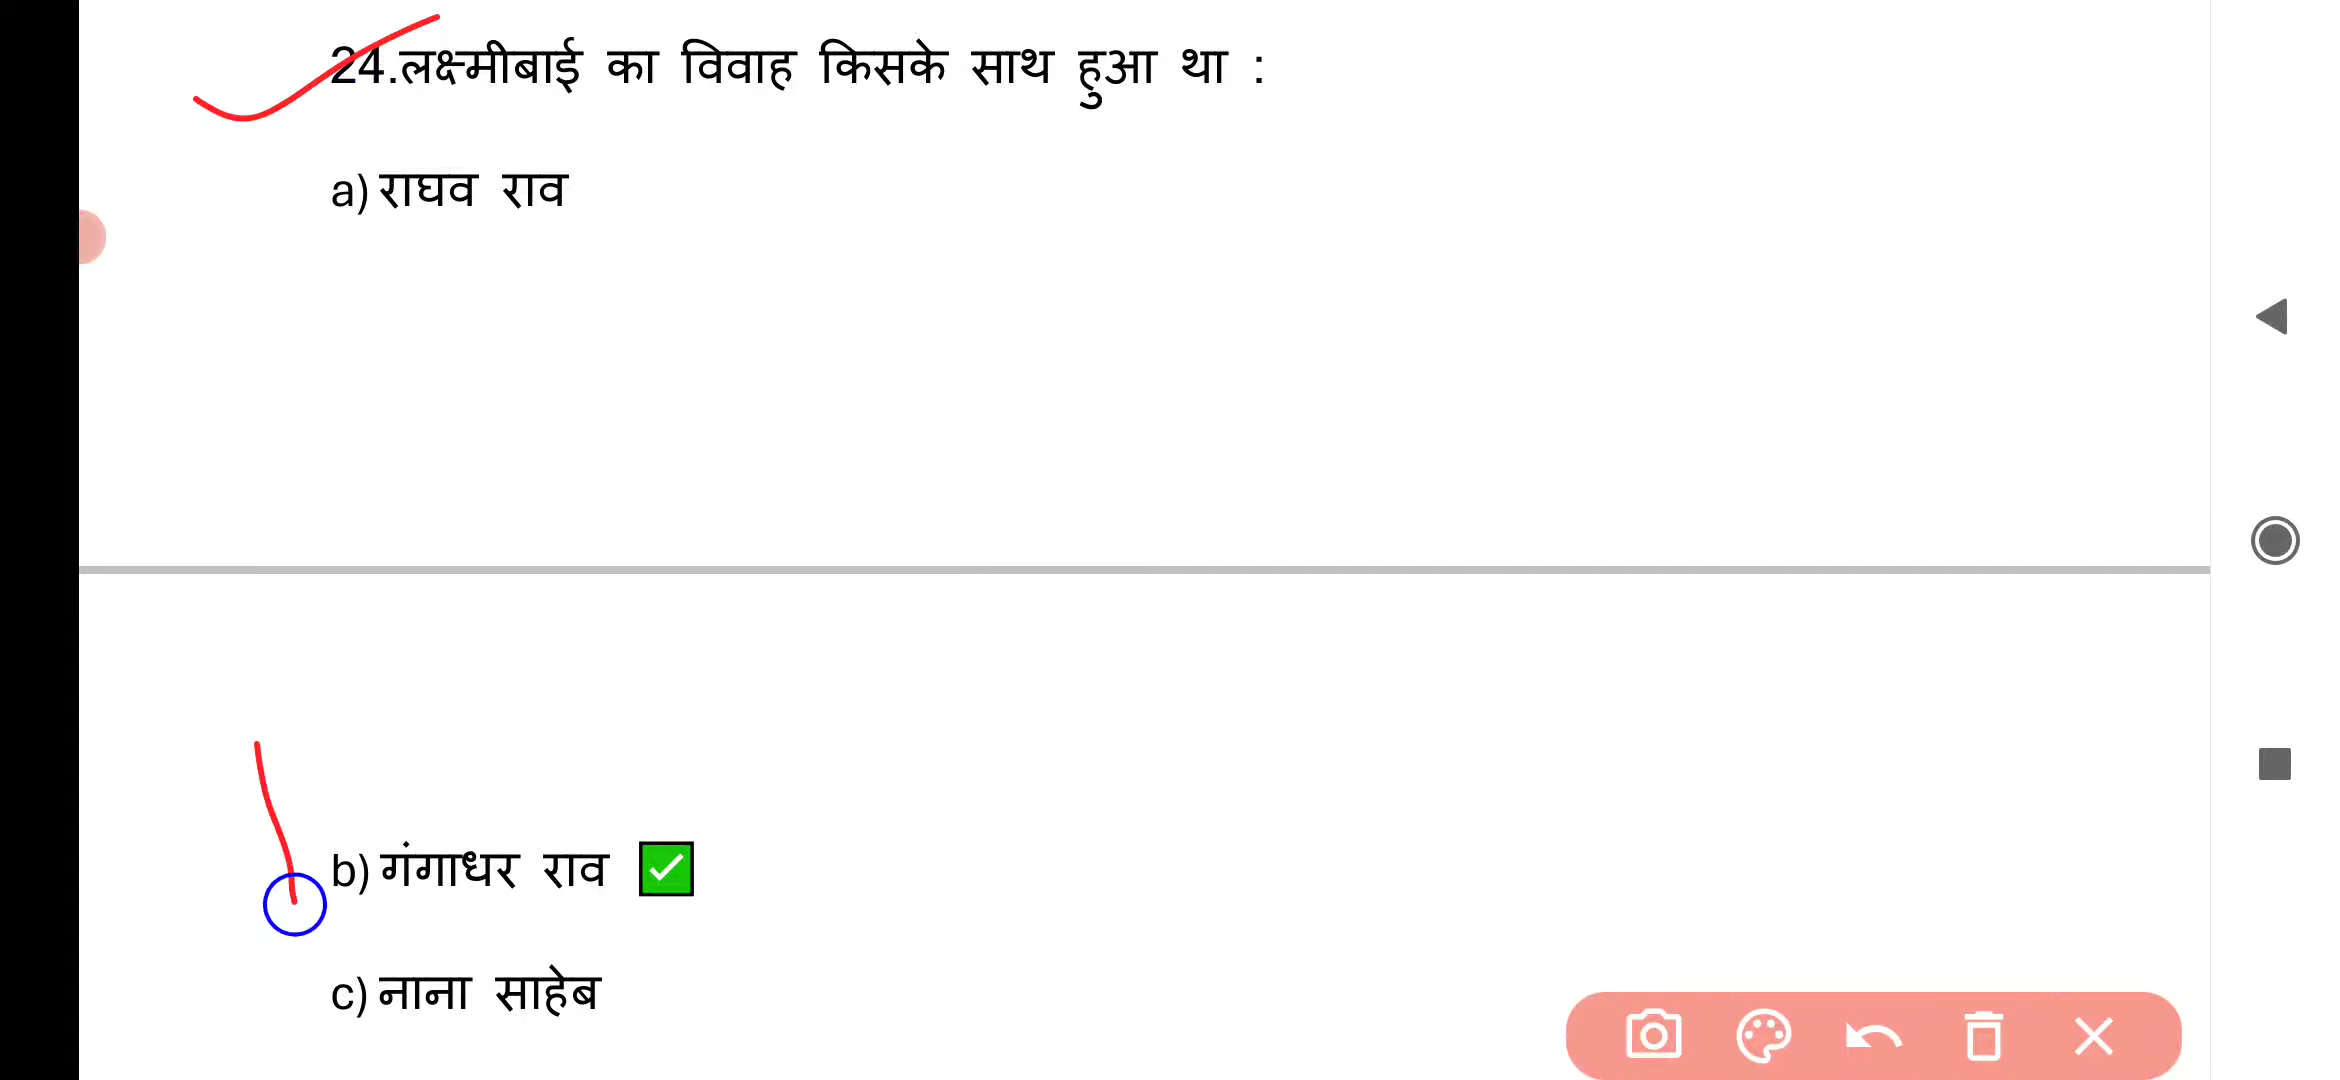 24.लक्ष्मीबाई का विवाह किसके साथ हुआ था :
a) राघव राव
b) गंगाधर राव ✅
c) नाना साहेब